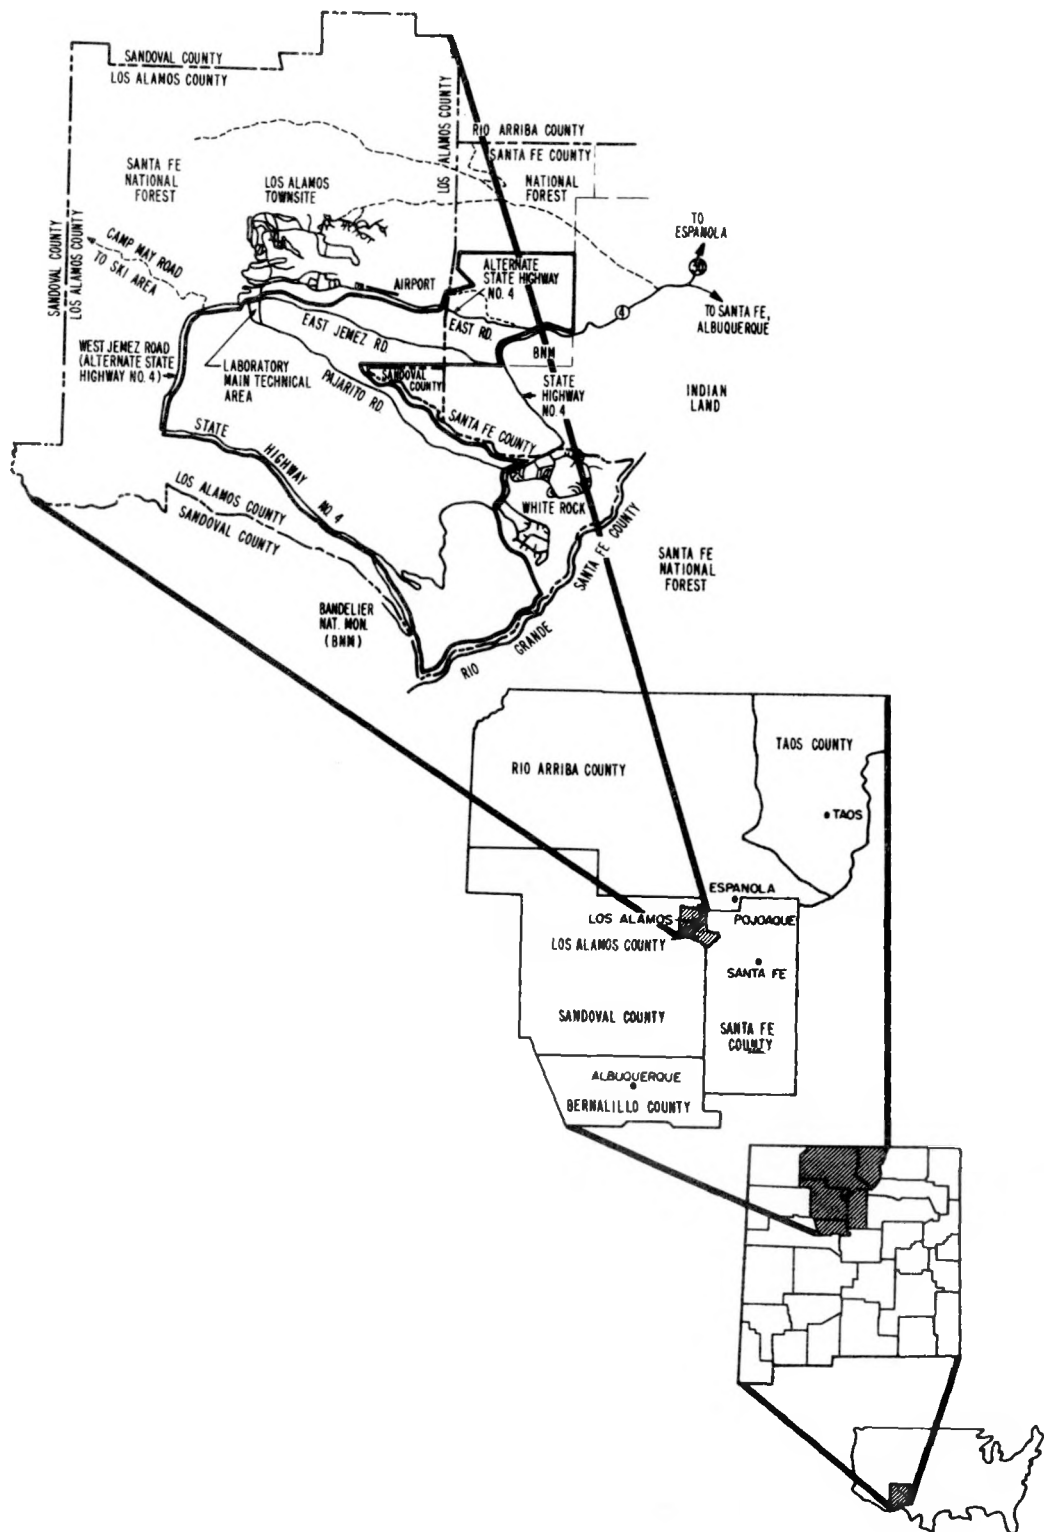 SANDOVAL COUNTY
LOS ALAMOS COUNTY
LOS ALAMOS COUNTY
RIO ARRIBA COUNTY
SANTA FE COUNTY
SANTA FE
NATIONAL
FOREST
LOS ALAMOS
TOWNSITE
NATIONAL
FOREST
SANDOVAL COUNTY
LOS ALAMOS COUNTY
CAMP MAY ROAD
TO SKI AREA
TO
ESPANOLA
30
AIRPORT
ALTERNATE
STATE HIGHWAY
NO. 4
4
TO SANTA FE,
ALBUQUERQUE
EAST JEMEZ RD.
EAST RD.
BNM
WEST JEMEZ ROAD
(ALTERNATE STATE
HIGHWAY NO. 4)
LABORATORY
MAIN TECHNICAL
AREA
PAJARITO RD.
SANDOVAL
COUNTY
STATE
HIGHWAY
NO. 4
INDIAN
LAND
SANTA FE COUNTY
STATE HIGHWAY NO. 4
LOS ALAMOS COUNTY
SANDOVAL COUNTY
WHITE ROCK
SANTA FE COUNTY
SANTA FE
NATIONAL
FOREST
BANDELIER
NAT. MON.
(BNM)
RIO GRANDE
RIO ARRIBA COUNTY
TAOS COUNTY
TAOS
ESPANOLA
LOS ALAMOS
POJOAQUE
LOS ALAMOS COUNTY
SANTA FE
SANDOVAL COUNTY
SANTA FE
COUNTY
ALBUQUERQUE
BERNALILLO COUNTY